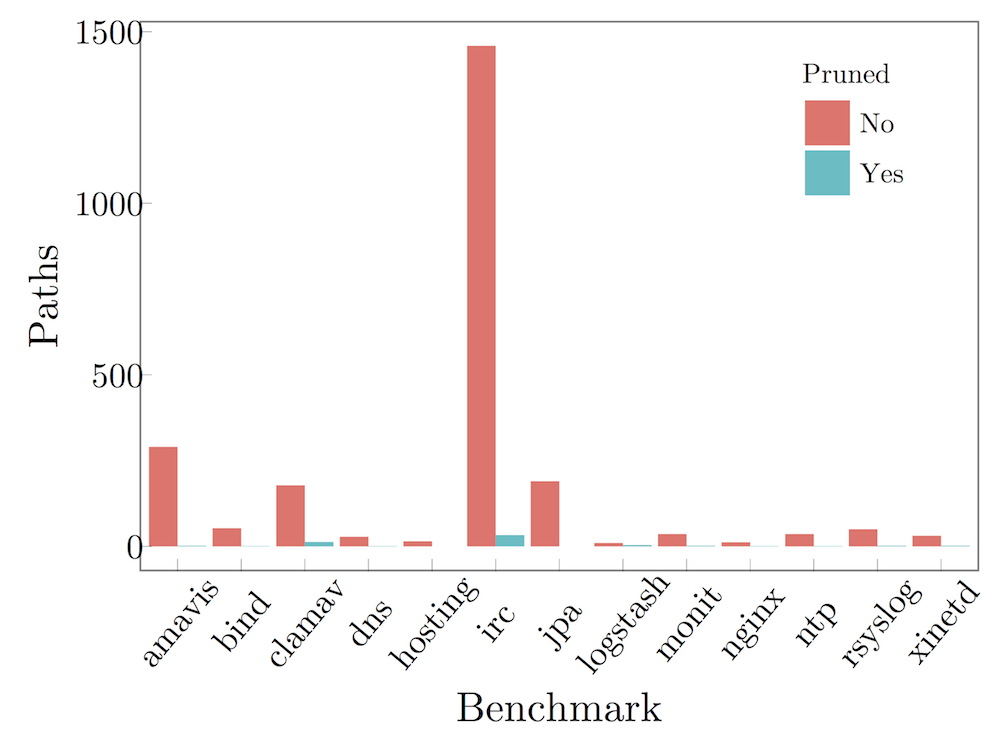 1500
1000
500
0
Paths
Pruned
No
Yes
amavis
bind
clamav
dns
hosting
irc
jpa
logstash
monit
nginx
ntp
rsyslog
xinetd
Benchmark